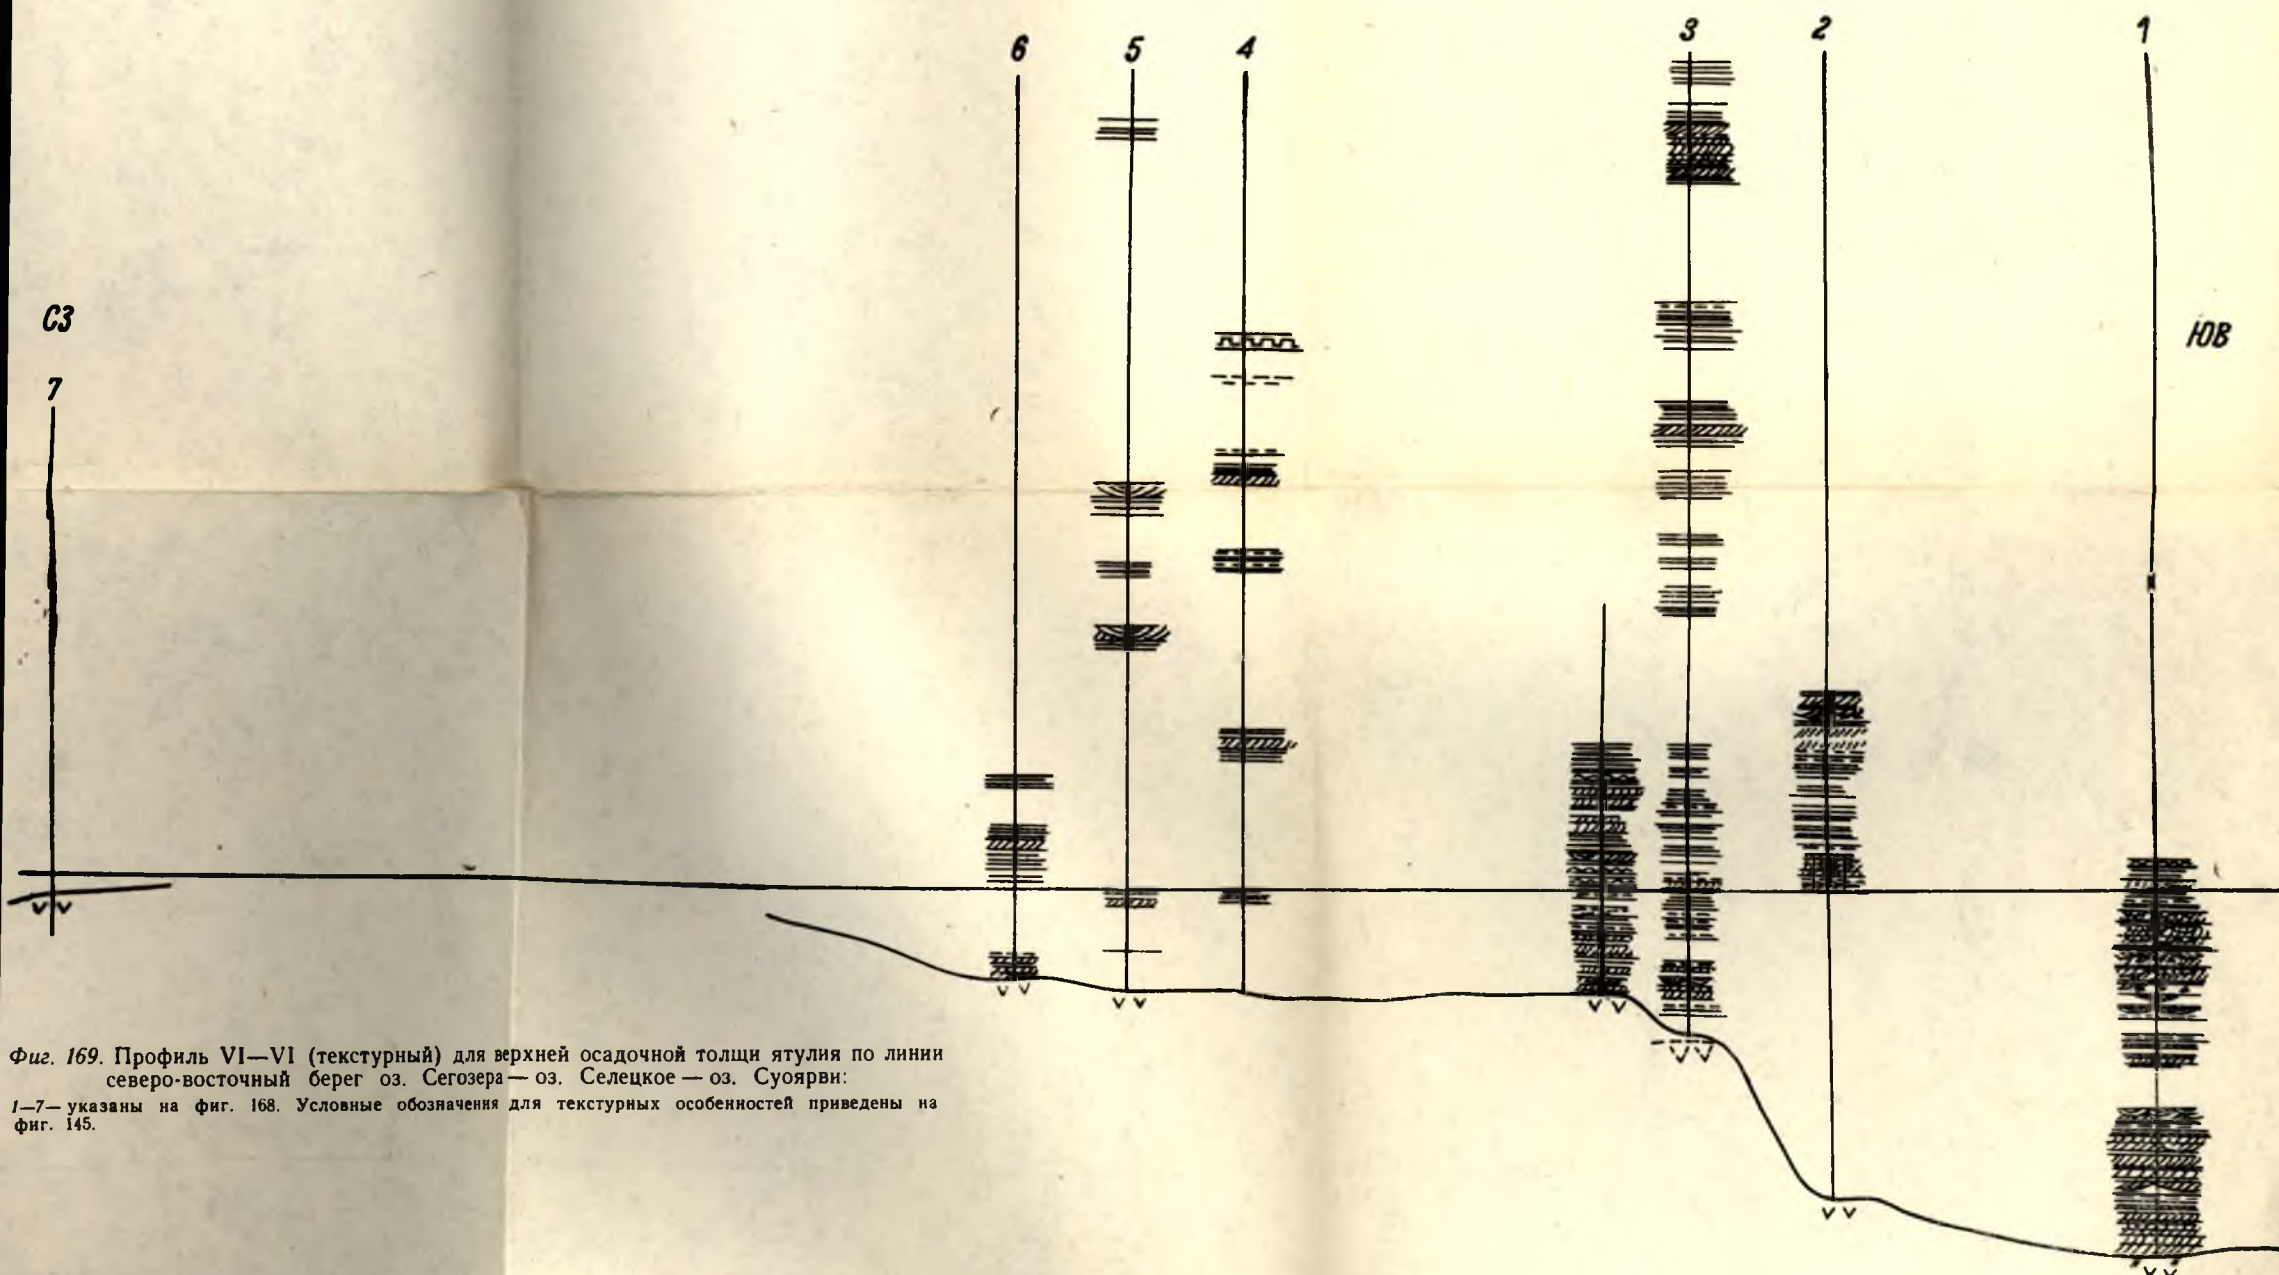 6 5 4 3 2 1
СЗ
ЮВ
7
Фиг. 169. Профиль VI—VI (текстурный) для верхней осадочной толщи ятулия по линии
северо-восточный берег оз. Сегозера — оз. Селецкое — оз. Суоярви:
1—7— указаны на фиг. 168. Условные обозначения для текстурных особенностей приведены на
фиг. 145.